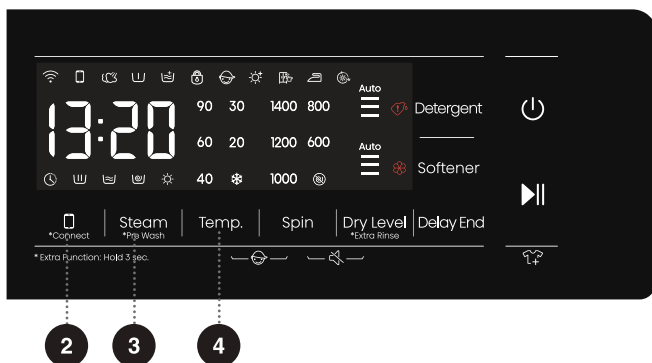 Auto
13:20
90 30 1400 800
Detergent
60 20 1200 600
Auto
Softener
40 1000
Steam Temp. Spin Dry Level Delay End
*Connect *Pre Wash *Extra Rinse
* Extra Function: Hold 3 sec.
2 3 4